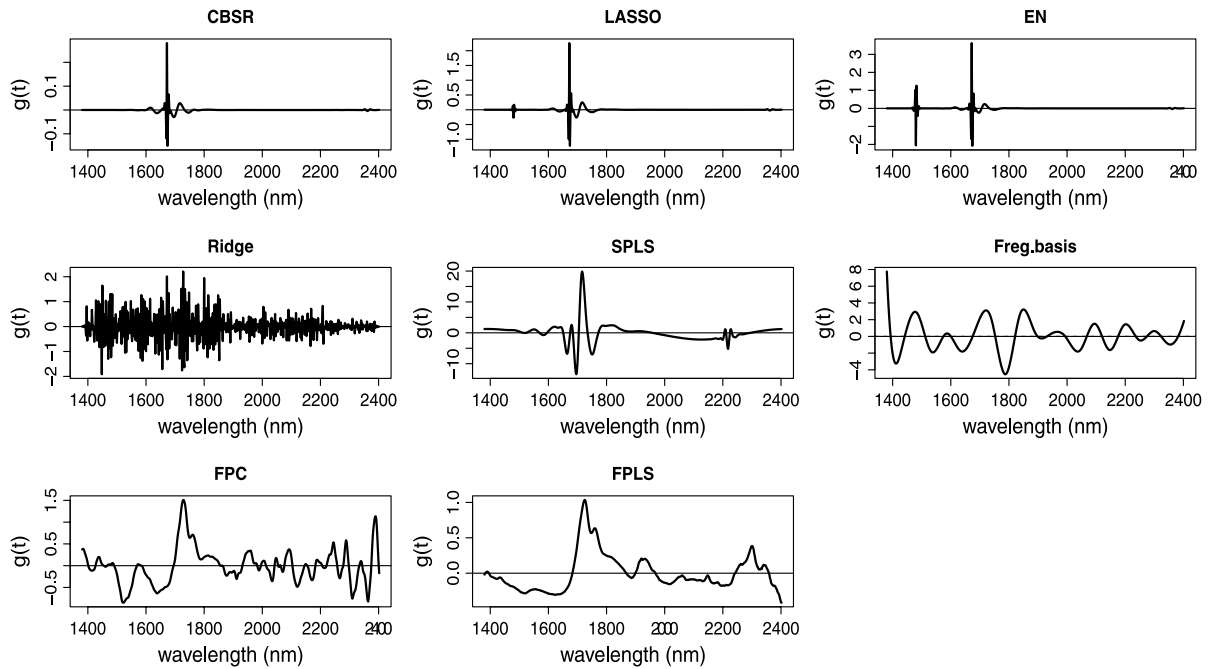 CBSR
g(t)
0.1
−0.1
1400 1600 1800 2000 2200 2400
wavelength (nm)
LASSO
g(t)
1.5
0.5
−1.0
1400 1600 1800 2000 2200 2400
wavelength (nm)
EN
g(t)
3
2
1
0
−2
1400 1600 1800 2000 2200 2400
wavelength (nm)
Ridge
g(t)
2
1
0
−1
−2
1400 1600 1800 2000 2200 2400
wavelength (nm)
SPLS
g(t)
20
10
0
−10
1400 1600 1800 2000 2200 2400
wavelength (nm)
Freg.basis
g(t)
8
6
4
2
0
−4
1400 1600 1800 2000 2200 2400
wavelength (nm)
FPC
g(t)
1.5
0.5
−0.5
1400 1600 1800 2000 2200
wavelength (nm)
FPLS
g(t)
1.0
0.5
0.0
1400 1600 1800 2200 2400
wavelength (nm)